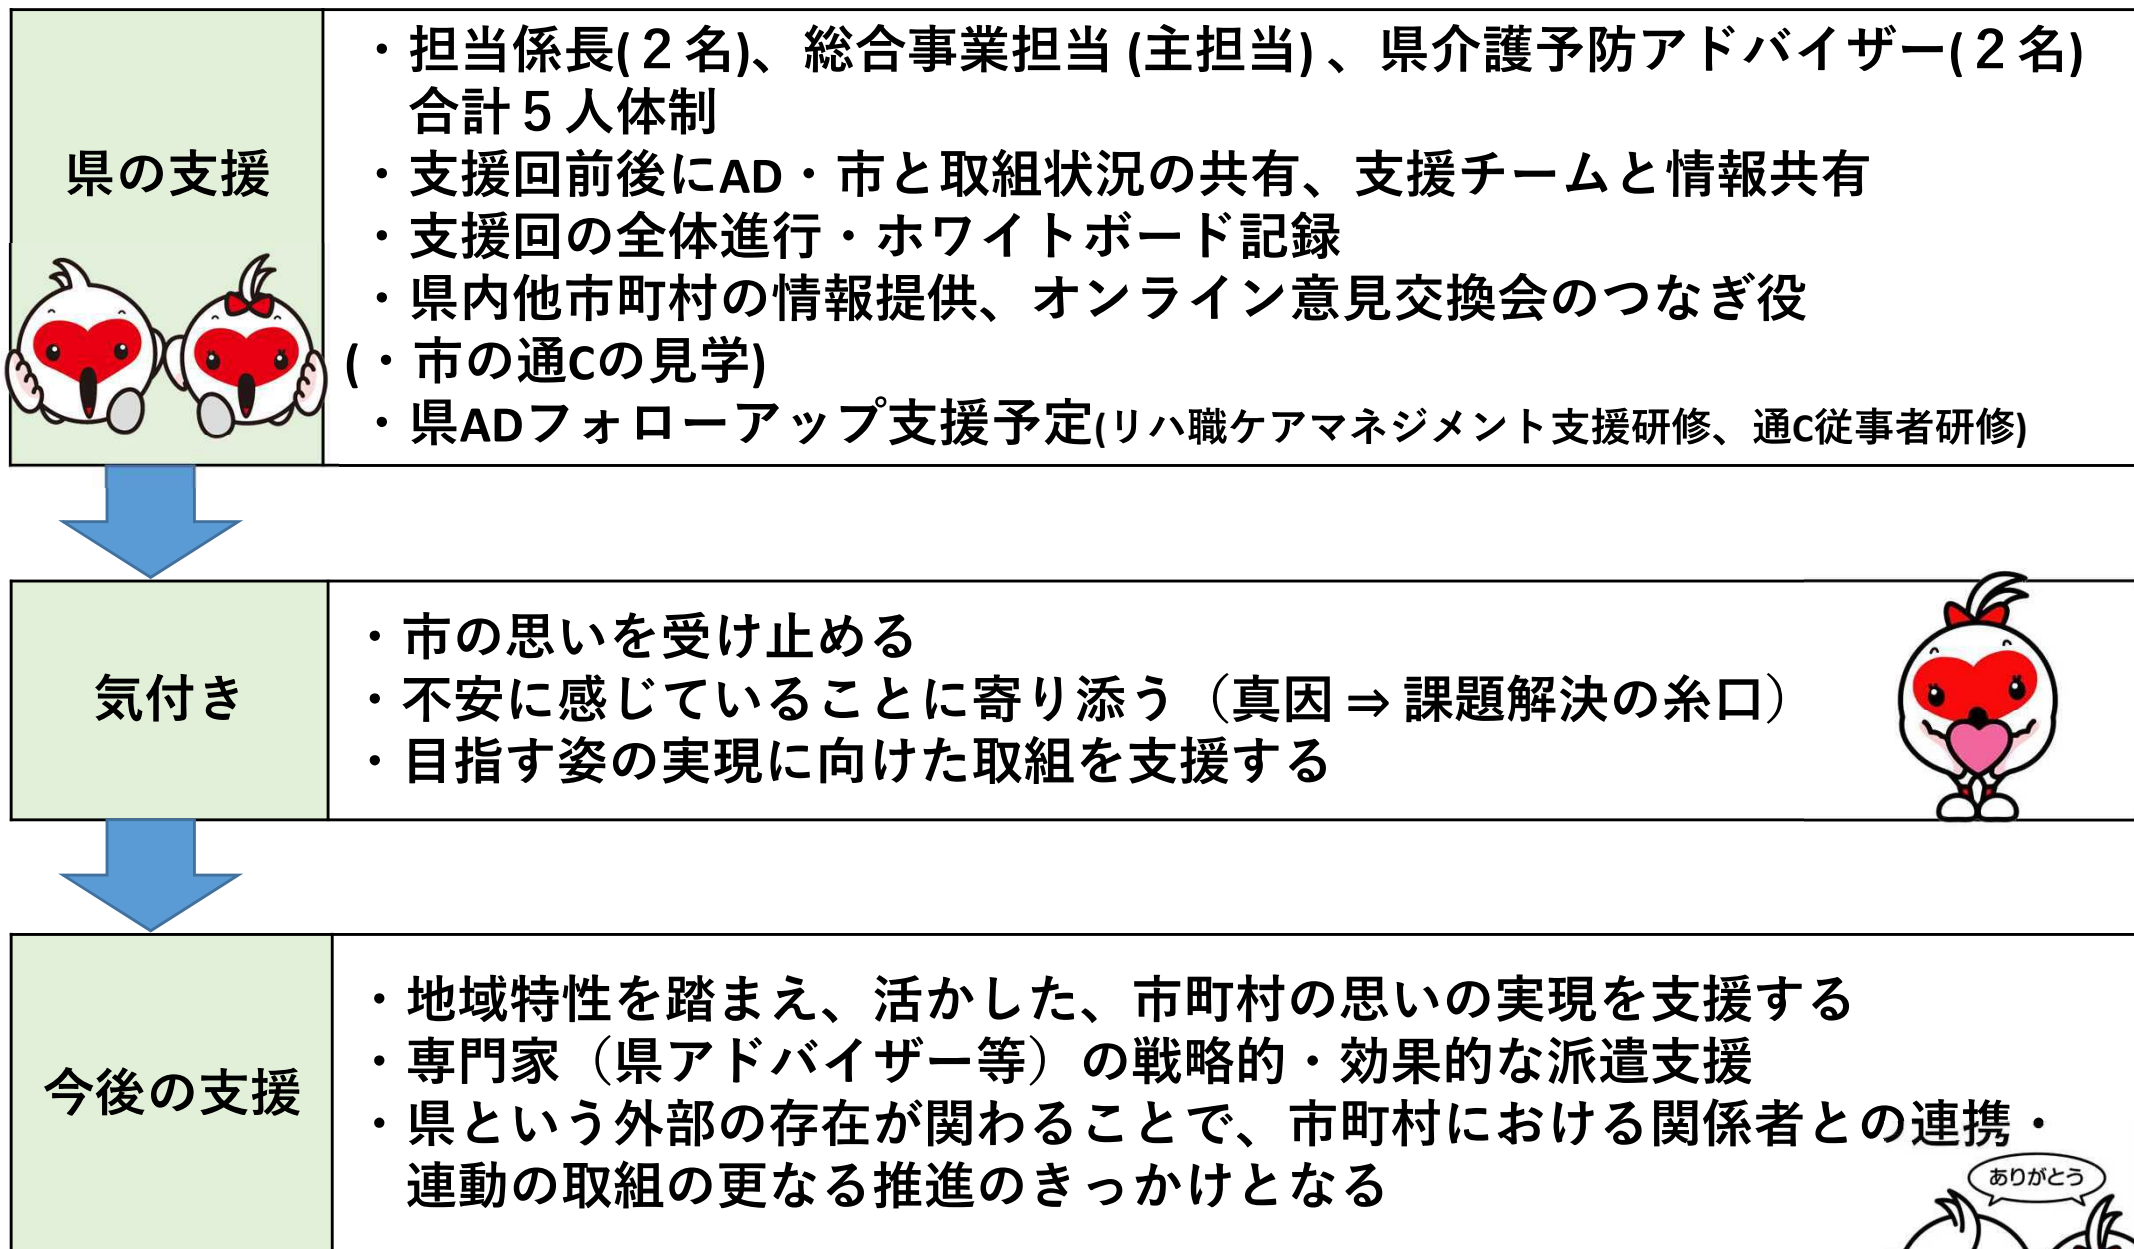 県の支援
・担当係長(２名)、総合事業担当 (主担当) 、県介護予防アドバイザー(２名)
合計５人体制
・支援回前後にAD・市と取組状況の共有、支援チームと情報共有
・支援回の全体進行・ホワイトボード記録
・県内他市町村の情報提供、オンライン意見交換会のつなぎ役
(・市の通Cの見学)
・県ADフォローアップ支援予定(リハ職ケアマネジメント支援研修、通C従事者研修)
気付き
・市の思いを受け止める
・不安に感じていることに寄り添う（真因 ⇒ 課題解決の糸口）
・目指す姿の実現に向けた取組を支援する
今後の支援
・地域特性を踏まえ、活かした、市町村の思いの実現を支援する
・専門家（県アドバイザー等）の戦略的・効果的な派遣支援
・県という外部の存在が関わることで、市町村における関係者との連携・
連動の取組の更なる推進のきっかけとなる
ありがとう